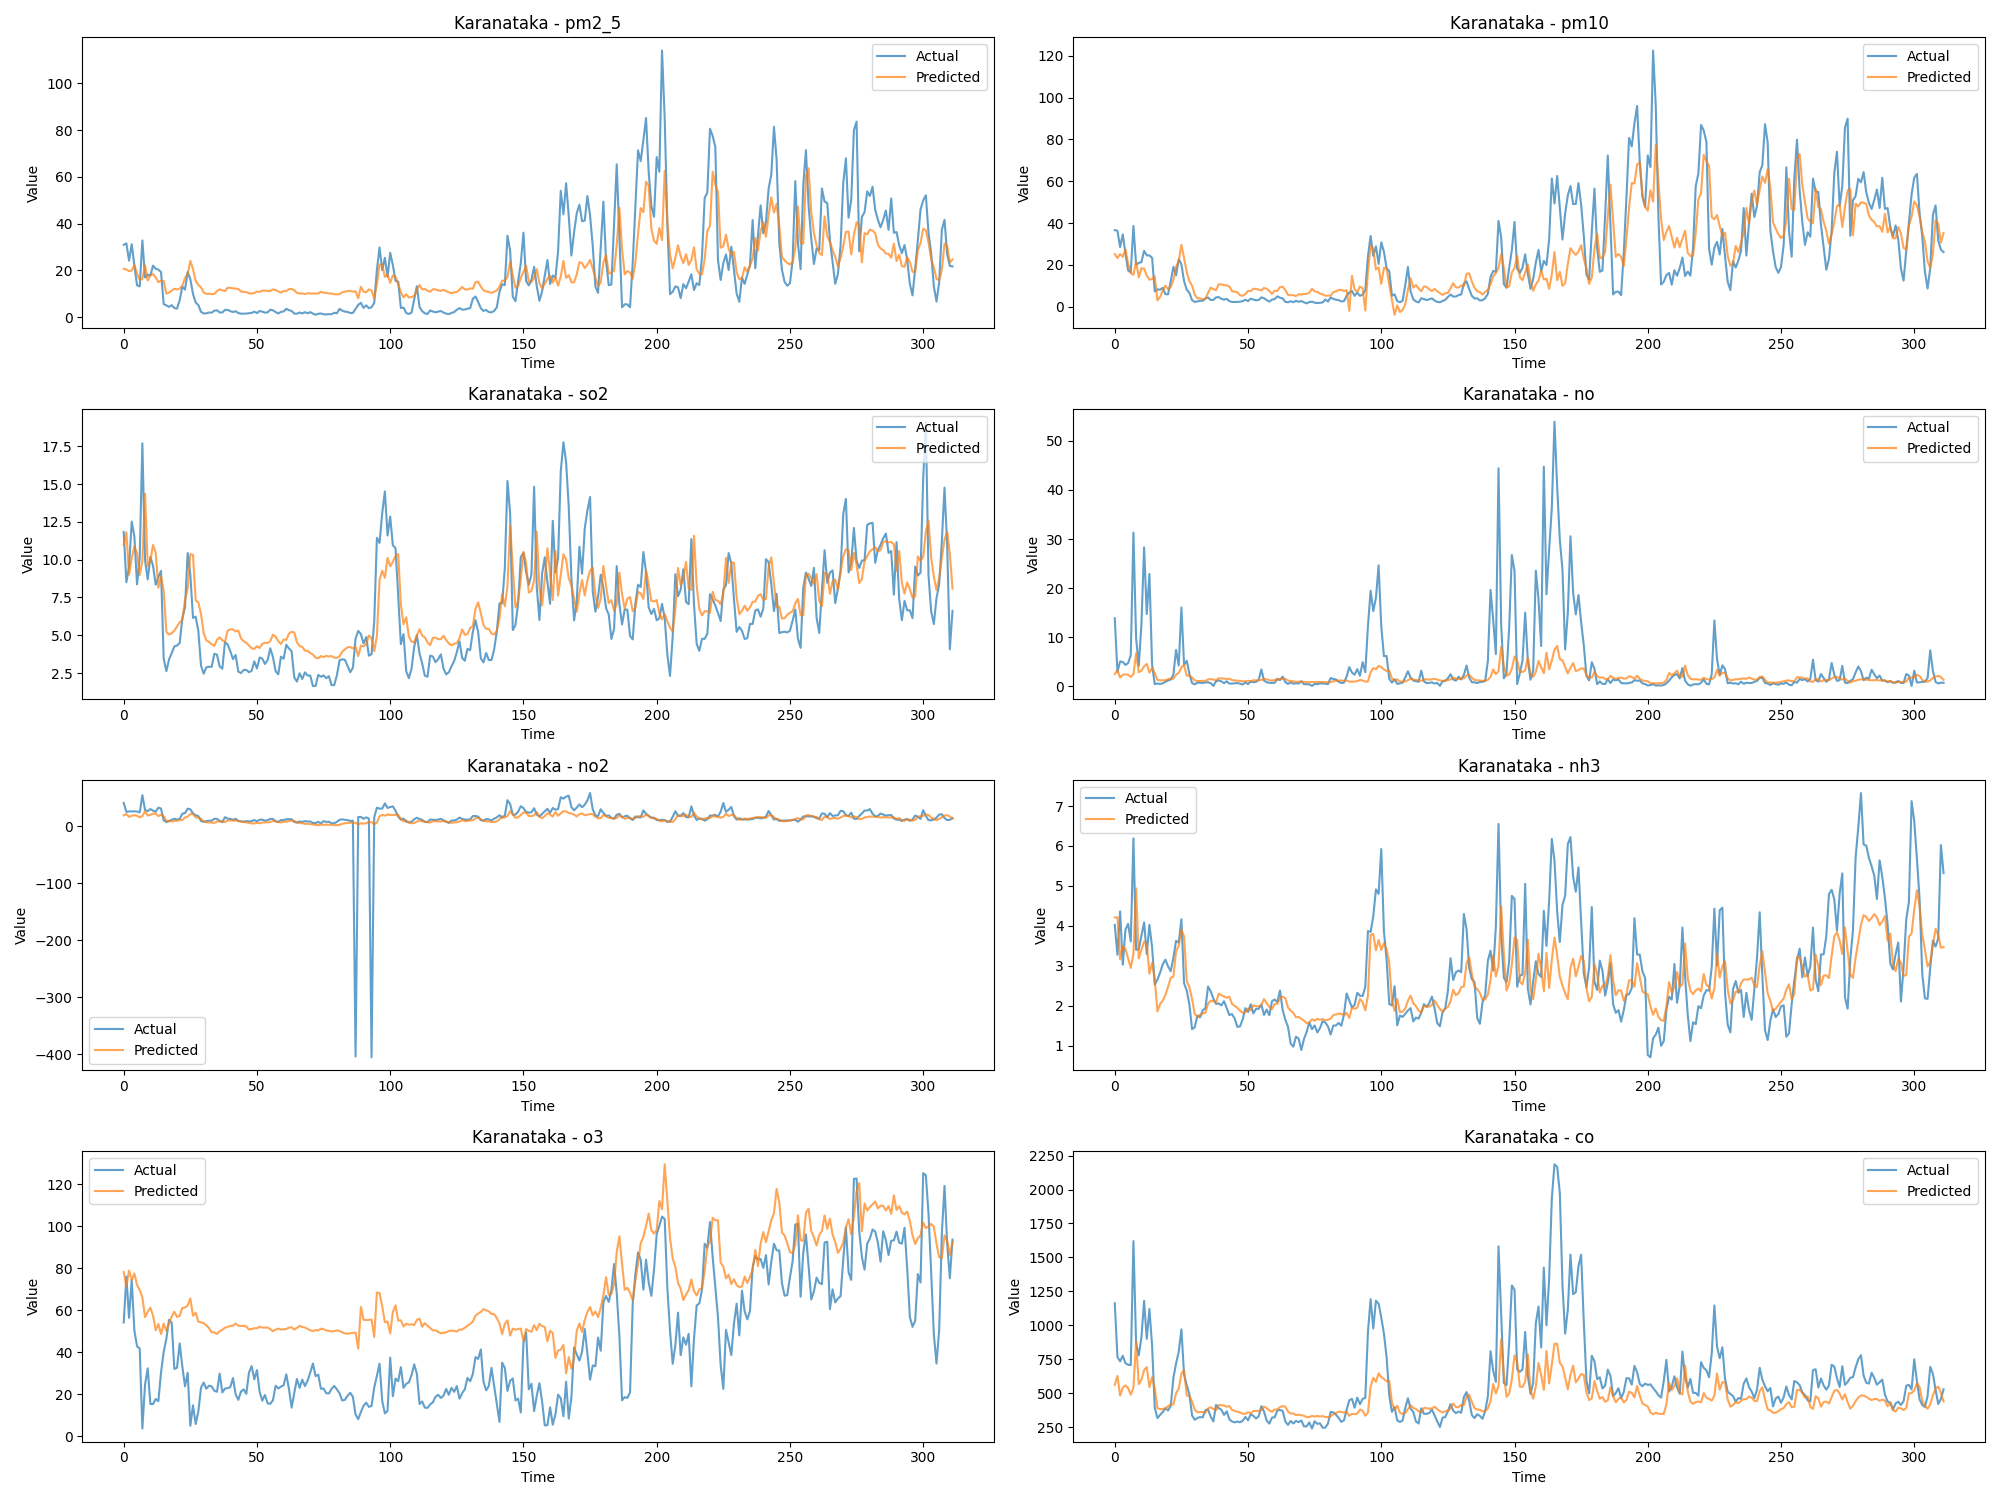 Karanataka - pm2_5
Value
100
80
60
40
20
0
Actual
Predicted
0 50 100 150 200 250 300
Time
Karanataka - pm10
Value
120
100
80
60
40
20
0
Actual
Predicted
0 50 100 150 200 250 300
Time
Karanataka - so2
Value
17.5
15.0
12.5
10.0
7.5
5.0
2.5
Actual
Predicted
0 50 100 150 200 250 300
Time
Karanataka - no
Value
50
40
30
20
10
0
Actual
Predicted
0 50 100 150 200 250 300
Time
Karanataka - no2
Value
0
−100
−200
−300
−400
Actual
Predicted
0 50 100 150 200 250 300
Time
Karanataka - nh3
Value
7
6
5
4
3
2
1
Actual
Predicted
0 50 100 150 200 250 300
Time
Karanataka - o3
Value
120
100
80
60
40
20
0
Actual
Predicted
0 50 100 150 200 250 300
Time
Karanataka - co
Value
2250
2000
1750
1500
1250
1000
750
500
250
Actual
Predicted
0 50 100 150 200 250 300
Time